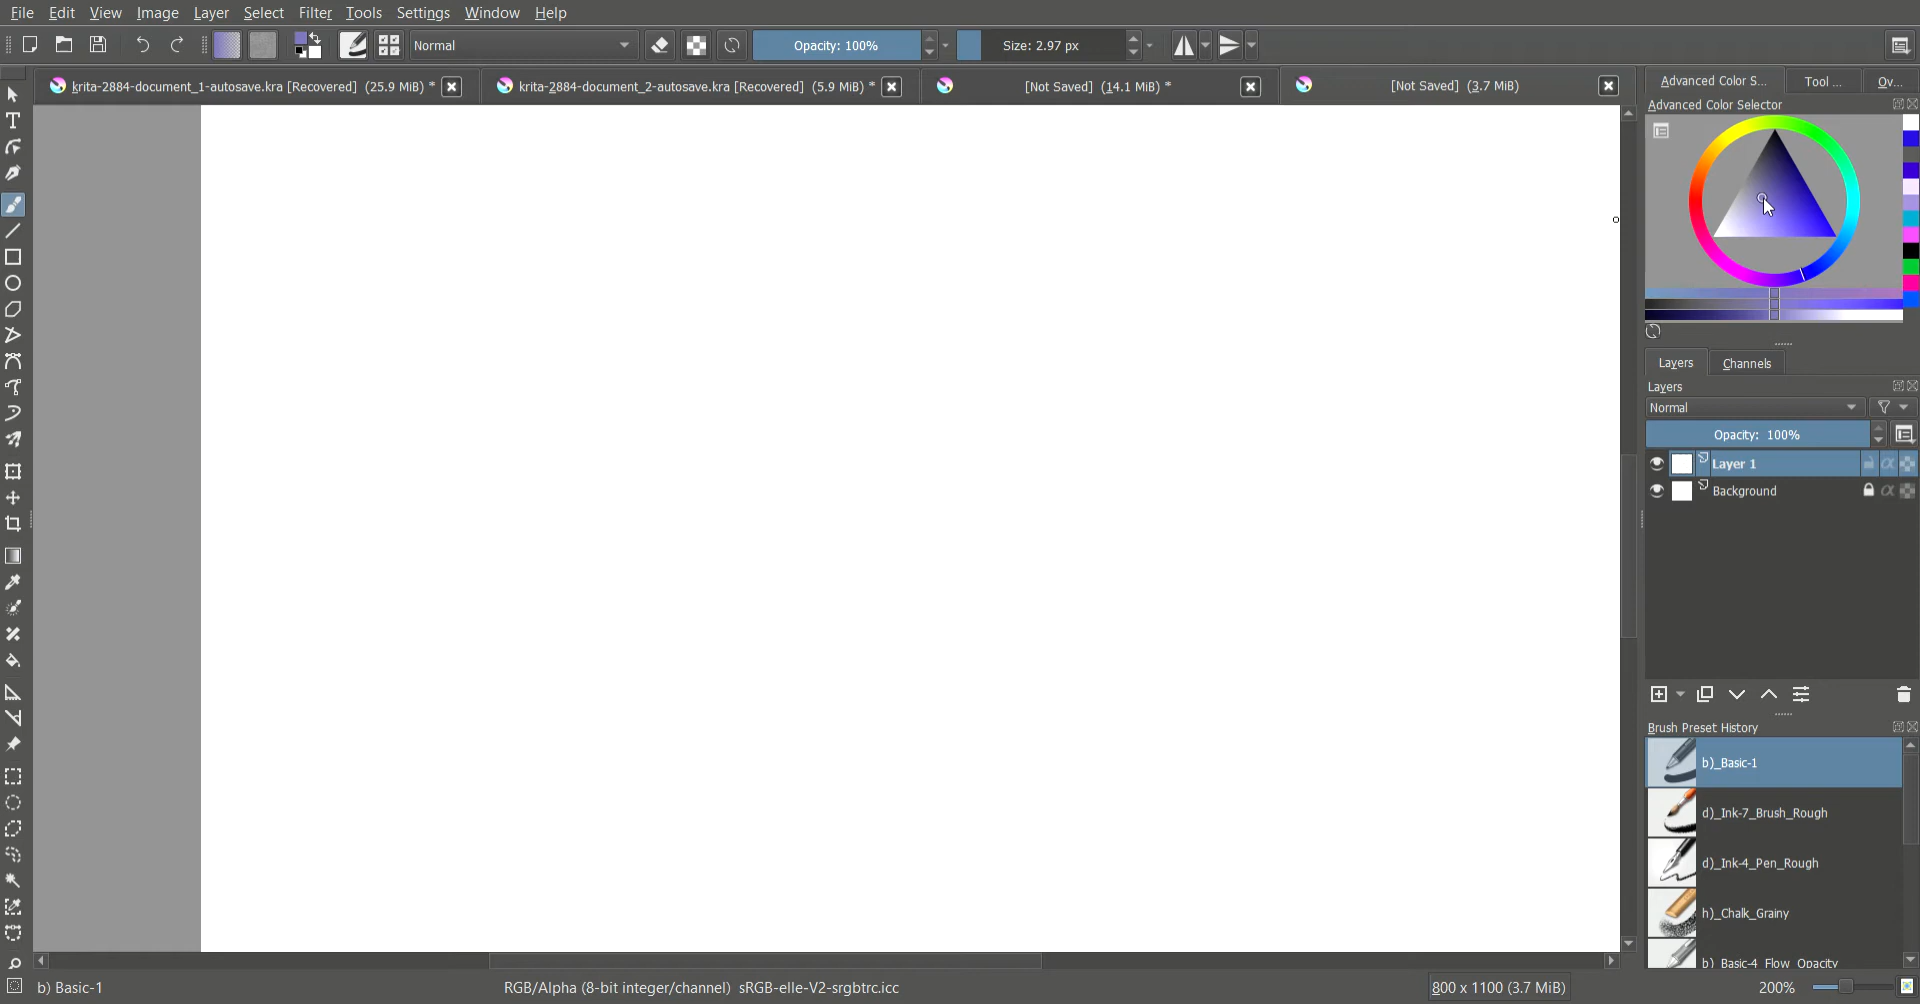 File Edit View Image Layer Select Filter Tools Settings Window Help
Normal Opacity: 100% Size: 2.97 px
krita-2884-document_1-autosave.kra [Recovered] (25.9 MiB) *
krita-2884-document_2-autosave.kra [Recovered] (5.9 MiB) *
[Not Saved] (14.1 MiB) *
[Not Saved] (3.7 MiB)
Advanced Color S... Tool ... Ov...
Advanced Color Selector
Layers Channels
Layers
Normal
Opacity: 100%
Layer 1
Background
Brush Preset History
b)_Basic-1
d)_Ink-7_Brush_Rough
d)_Ink-4_Pen_Rough
h)_Chalk_Grainy
b)_Basic-4_Flow_Opacity
b) Basic-1 RGB/Alpha (8-bit integer/channel) sRGB-elle-V2-srgbtrc.icc 800 x 1100 (3.7 MiB) 200%